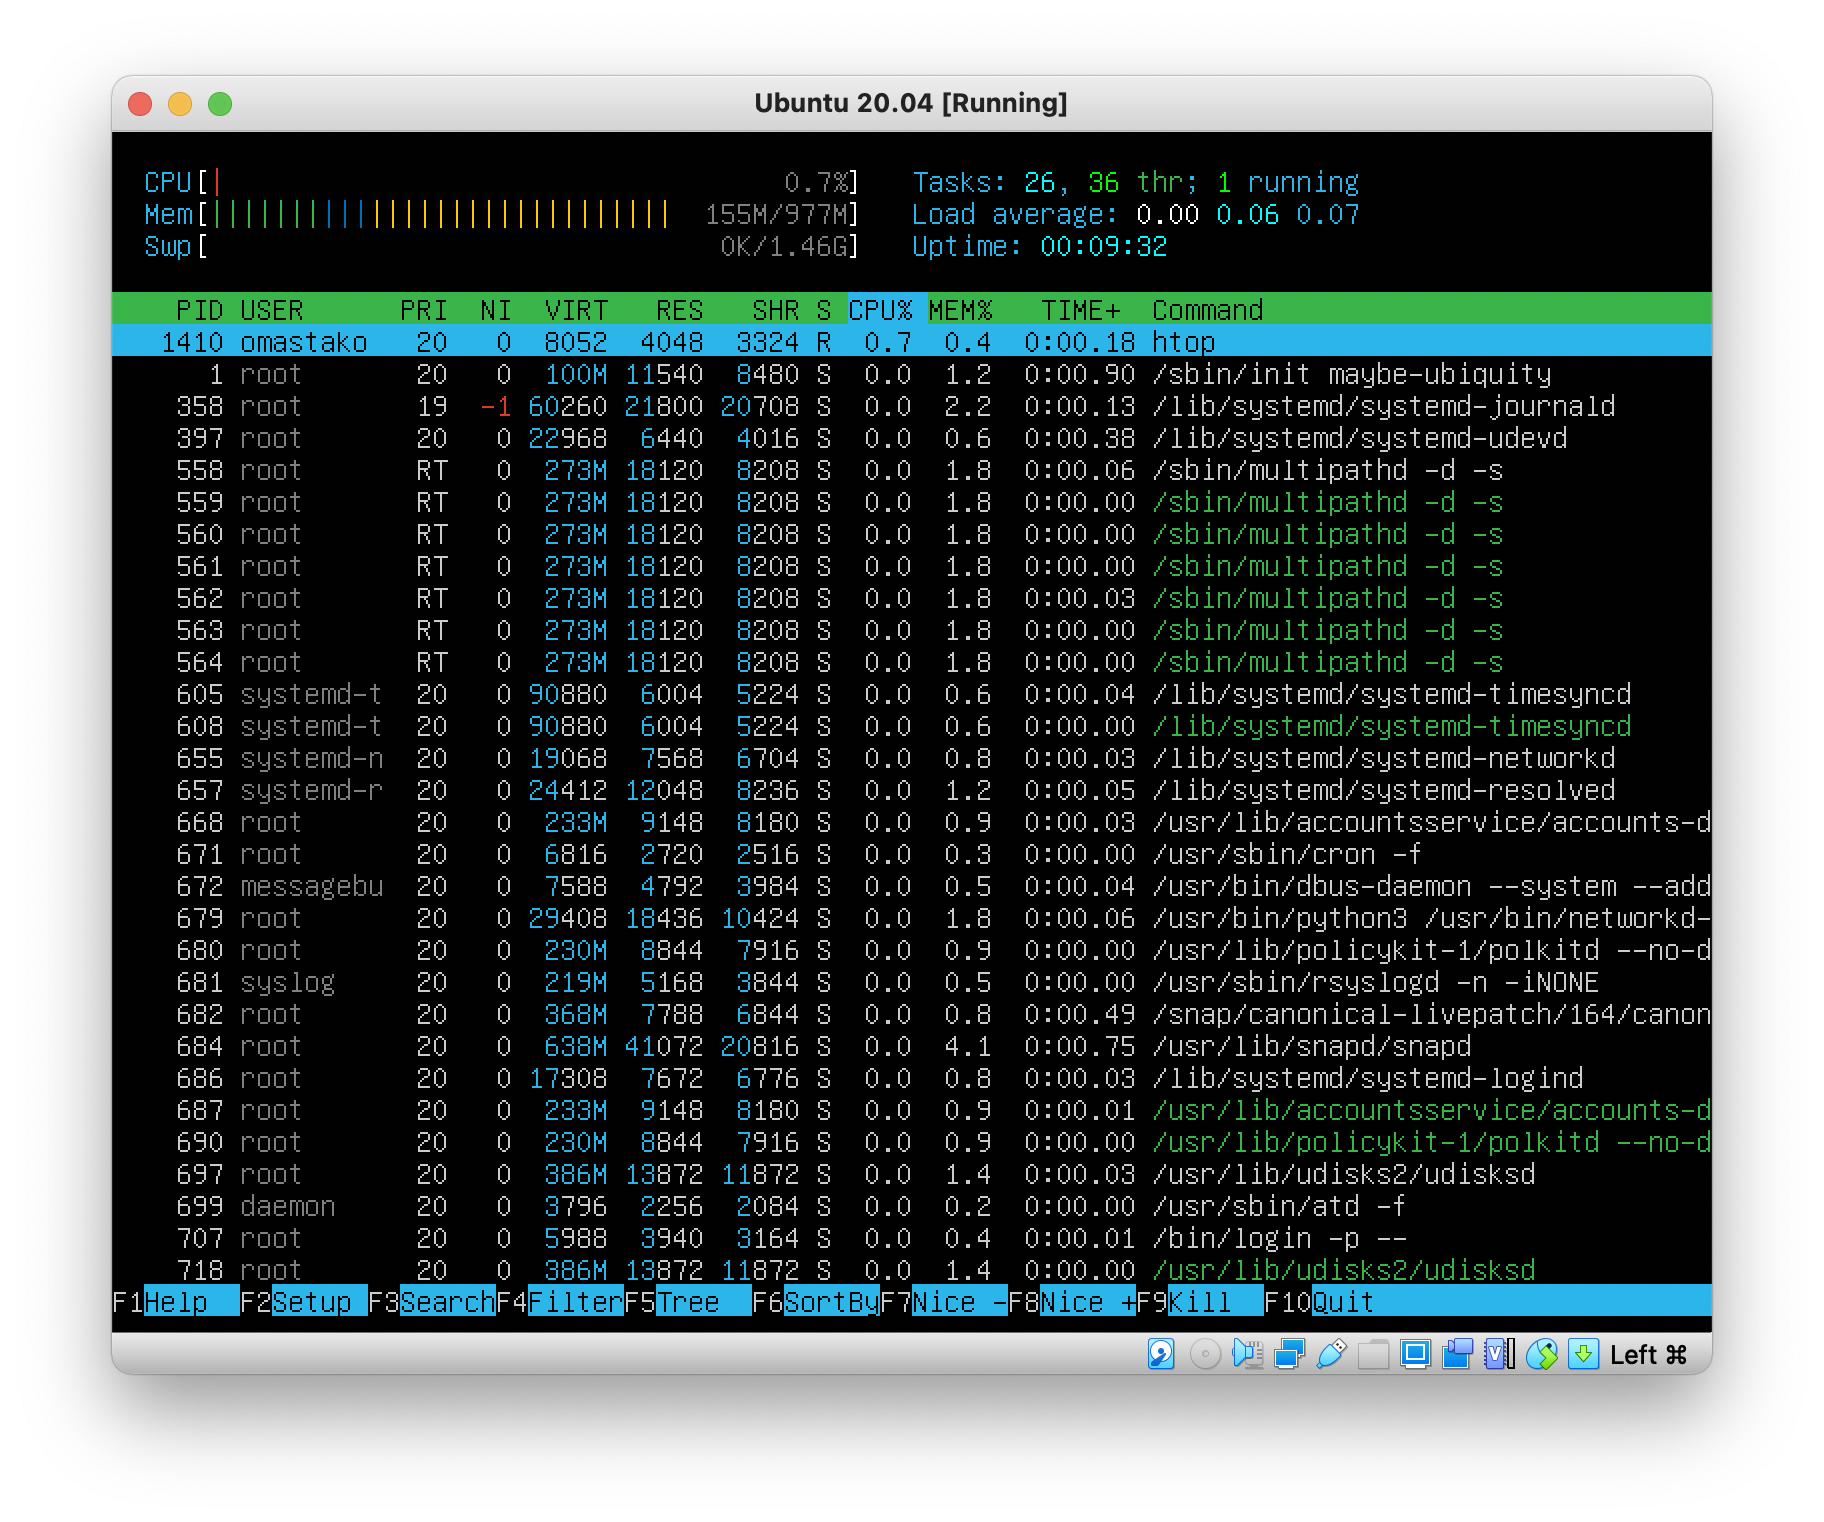 Ubuntu 20.04 [Running]
CPU[| 0.7%] Tasks: 26, 36 thr; 1 running
Mem[||||||||||||||||||||||||||||| 155M/977M] Load average: 0.00 0.06 0.07
Swp[ 0K/1.46G] Uptime: 00:09:32
PID USER PRI NI VIRT RES SHR S CPU% MEM% TIME+ Command
1410 omastako 20 0 8052 4048 3324 R 0.7 0.4 0:00.18 htop
1 root 20 0 100M 11540 8480 S 0.0 1.2 0:00.90 /sbin/init maybe-ubiquity
358 root 19 -1 60260 21800 20708 S 0.0 2.2 0:00.13 /lib/systemd/systemd-journald
397 root 20 0 22968 6440 4016 S 0.0 0.6 0:00.38 /lib/systemd/systemd-udevd
558 root RT 0 273M 18120 8208 S 0.0 1.8 0:00.06 /sbin/multipathd -d -s
559 root RT 0 273M 18120 8208 S 0.0 1.8 0:00.00 /sbin/multipathd -d -s
560 root RT 0 273M 18120 8208 S 0.0 1.8 0:00.00 /sbin/multipathd -d -s
561 root RT 0 273M 18120 8208 S 0.0 1.8 0:00.00 /sbin/multipathd -d -s
562 root RT 0 273M 18120 8208 S 0.0 1.8 0:00.03 /sbin/multipathd -d -s
563 root RT 0 273M 18120 8208 S 0.0 1.8 0:00.00 /sbin/multipathd -d -s
564 root RT 0 273M 18120 8208 S 0.0 1.8 0:00.00 /sbin/multipathd -d -s
605 systemd-t 20 0 90880 6004 5224 S 0.0 0.6 0:00.04 /lib/systemd/systemd-timesyncd
608 systemd-t 20 0 90880 6004 5224 S 0.0 0.6 0:00.00 /lib/systemd/systemd-timesyncd
655 systemd-n 20 0 19068 7568 6704 S 0.0 0.8 0:00.03 /lib/systemd/systemd-networkd
657 systemd-r 20 0 24412 12048 8236 S 0.0 1.2 0:00.05 /lib/systemd/systemd-resolved
668 root 20 0 233M 9148 8180 S 0.0 0.9 0:00.03 /usr/lib/accountsservice/accounts-d
671 root 20 0 6816 2720 2516 S 0.0 0.3 0:00.00 /usr/sbin/cron -f
672 messagebu 20 0 7588 4792 3984 S 0.0 0.5 0:00.04 /usr/bin/dbus-daemon --system --add
679 root 20 0 29408 18436 10424 S 0.0 1.8 0:00.06 /usr/bin/python3 /usr/bin/networkd-
680 root 20 0 230M 8844 7916 S 0.0 0.9 0:00.00 /usr/lib/policykit-1/polkitd --no-d
681 syslog 20 0 219M 5168 3844 S 0.0 0.5 0:00.00 /usr/sbin/rsyslogd -n -iNONE
682 root 20 0 368M 7788 6844 S 0.0 0.8 0:00.49 /snap/canonical-livepatch/164/canon
684 root 20 0 638M 41072 20816 S 0.0 4.1 0:00.75 /usr/lib/snapd/snapd
686 root 20 0 17308 7672 6776 S 0.0 0.8 0:00.03 /lib/systemd/systemd-logind
687 root 20 0 233M 9148 8180 S 0.0 0.9 0:00.01 /usr/lib/accountsservice/accounts-d
690 root 20 0 230M 8844 7916 S 0.0 0.9 0:00.00 /usr/lib/policykit-1/polkitd --no-d
697 root 20 0 386M 13872 11872 S 0.0 1.4 0:00.03 /usr/lib/udisks2/udisksd
699 daemon 20 0 3796 2256 2084 S 0.0 0.2 0:00.00 /usr/sbin/atd -f
707 root 20 0 5988 3940 3164 S 0.0 0.4 0:00.01 /bin/login -p --
718 root 20 0 386M 13872 11872 S 0.0 1.4 0:00.00 /usr/lib/udisks2/udisksd
F1Help F2Setup F3SearchF4FilterF5Tree F6SortByF7Nice -F8Nice +F9Kill F10Quit
Left ⌘